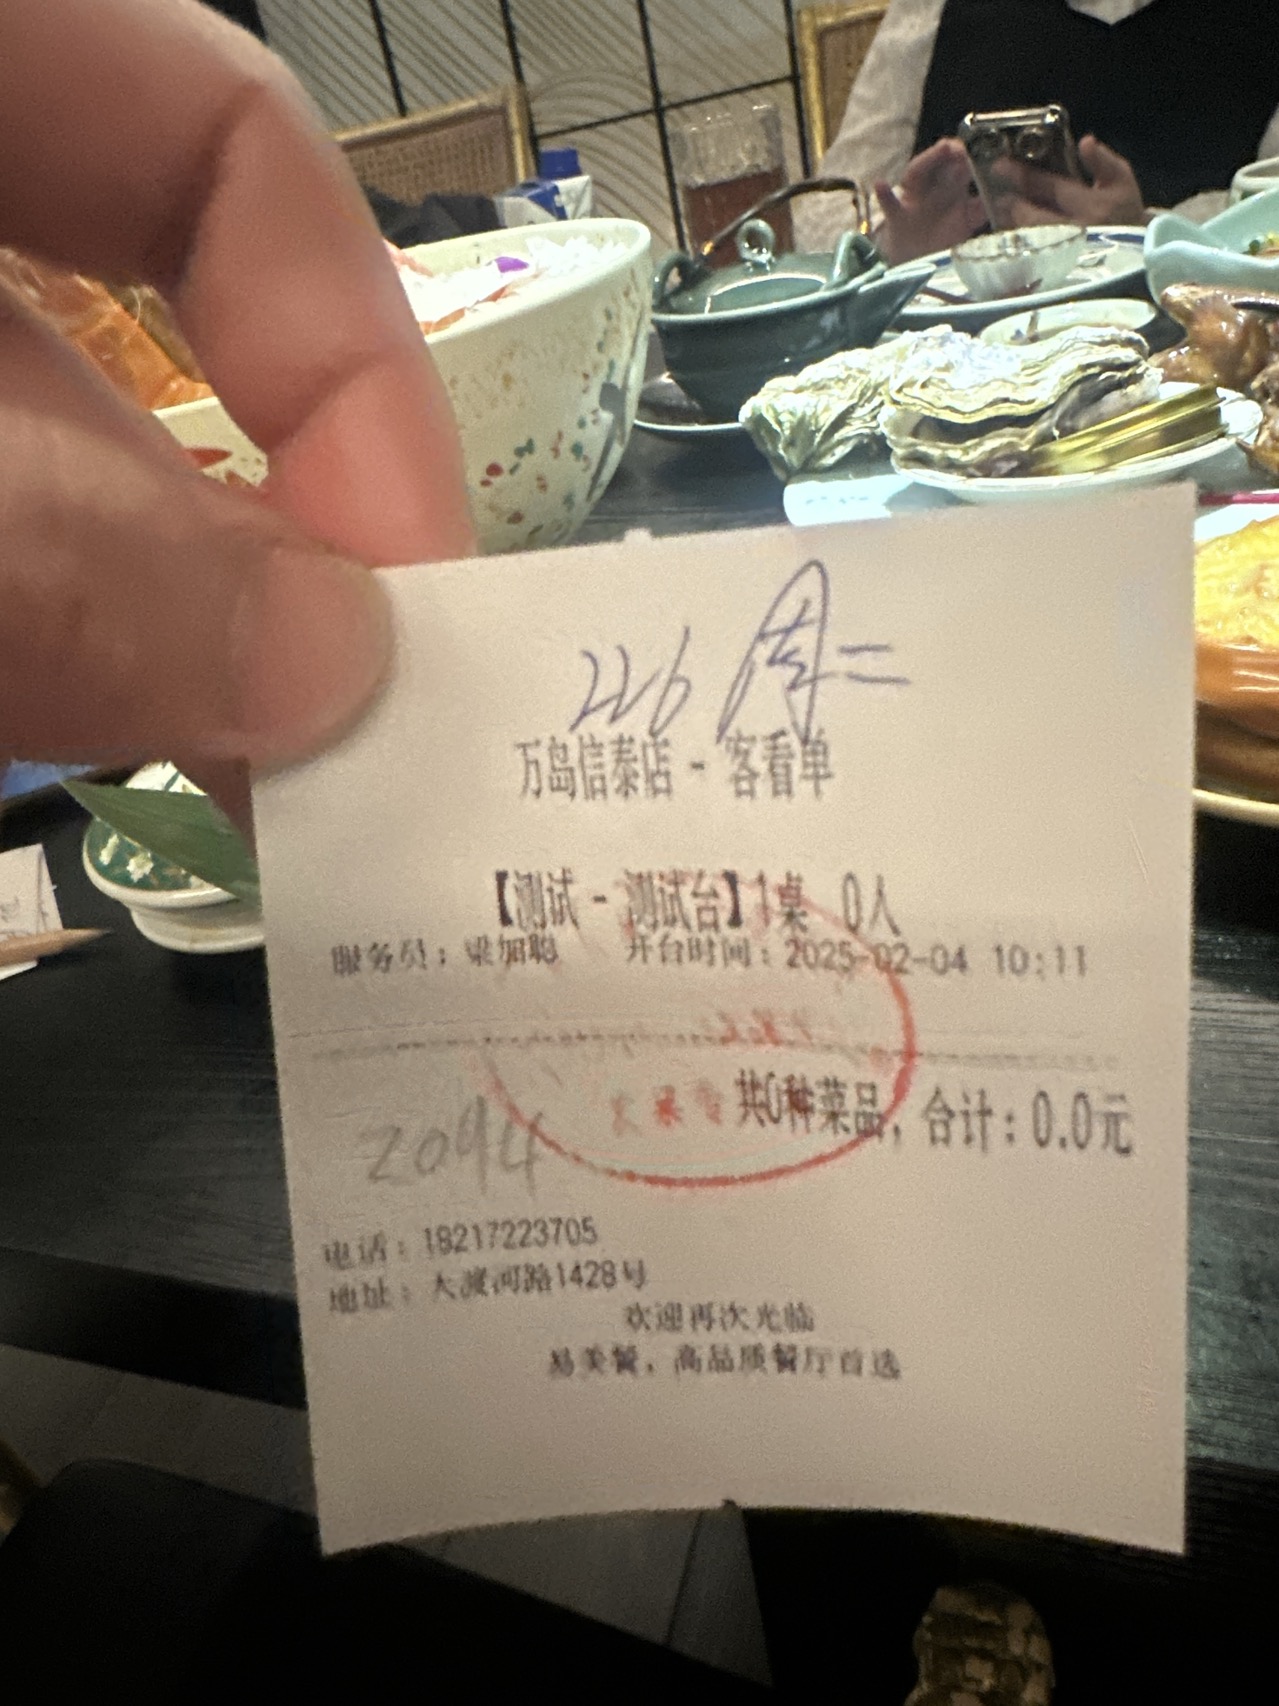 226 周二
万岛信泰店 - 客看单
【测试 - 测试台】1桌 0人
服务员：梁加聪 开台时间：2025-02-04 10:11
共0种菜品，合计：0.0元
2094
电话：18217223705
地址：大渡河路1428号
欢迎再次光临
易美餐，高品质餐厅首选